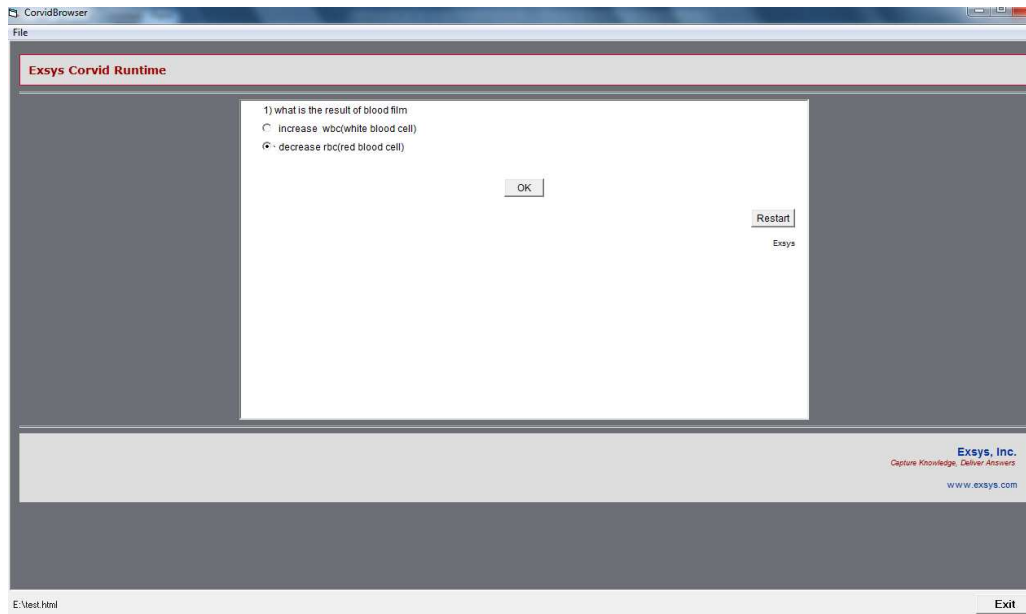 CorvidBrowser
File
Exsys Corvid Runtime
1) what is the result of blood film
increase wbc(white blood cell)
decrease rbc(red blood cell)
OK
Restart
Exsys
Exsys, Inc.
Capture Knowledge, Deliver Answers
www.exsys.com
E:\test.html
Exit